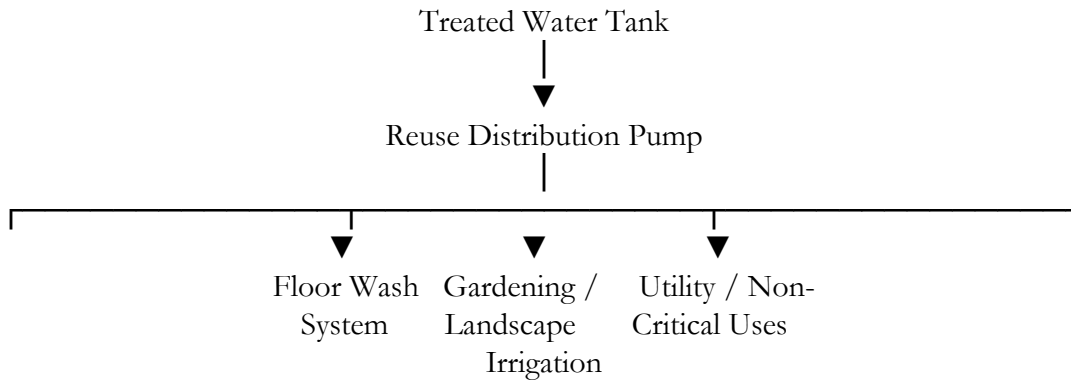 Treated Water Tank
Reuse Distribution Pump
Floor Wash Gardening / Utility / Non-
System Landscape Critical Uses
Irrigation